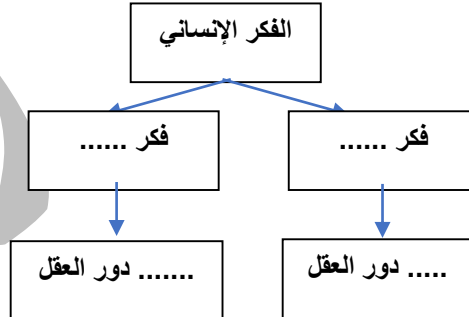 الفكر الإنساني
فكر ......
فكر ......
..... دور العقل
....... دور العقل